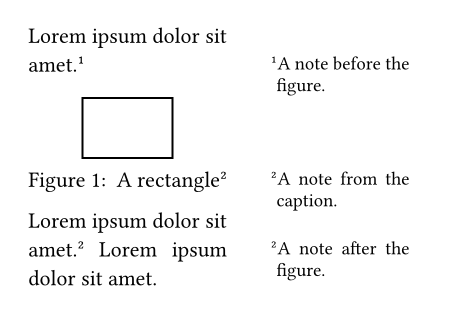 Lorem ipsum dolor sit
amet.¹
¹A note before the
figure.
Figure 1: A rectangle²
²A note from the
caption.
Lorem ipsum dolor sit
amet.² Lorem ipsum
dolor sit amet.
²A note after the
figure.